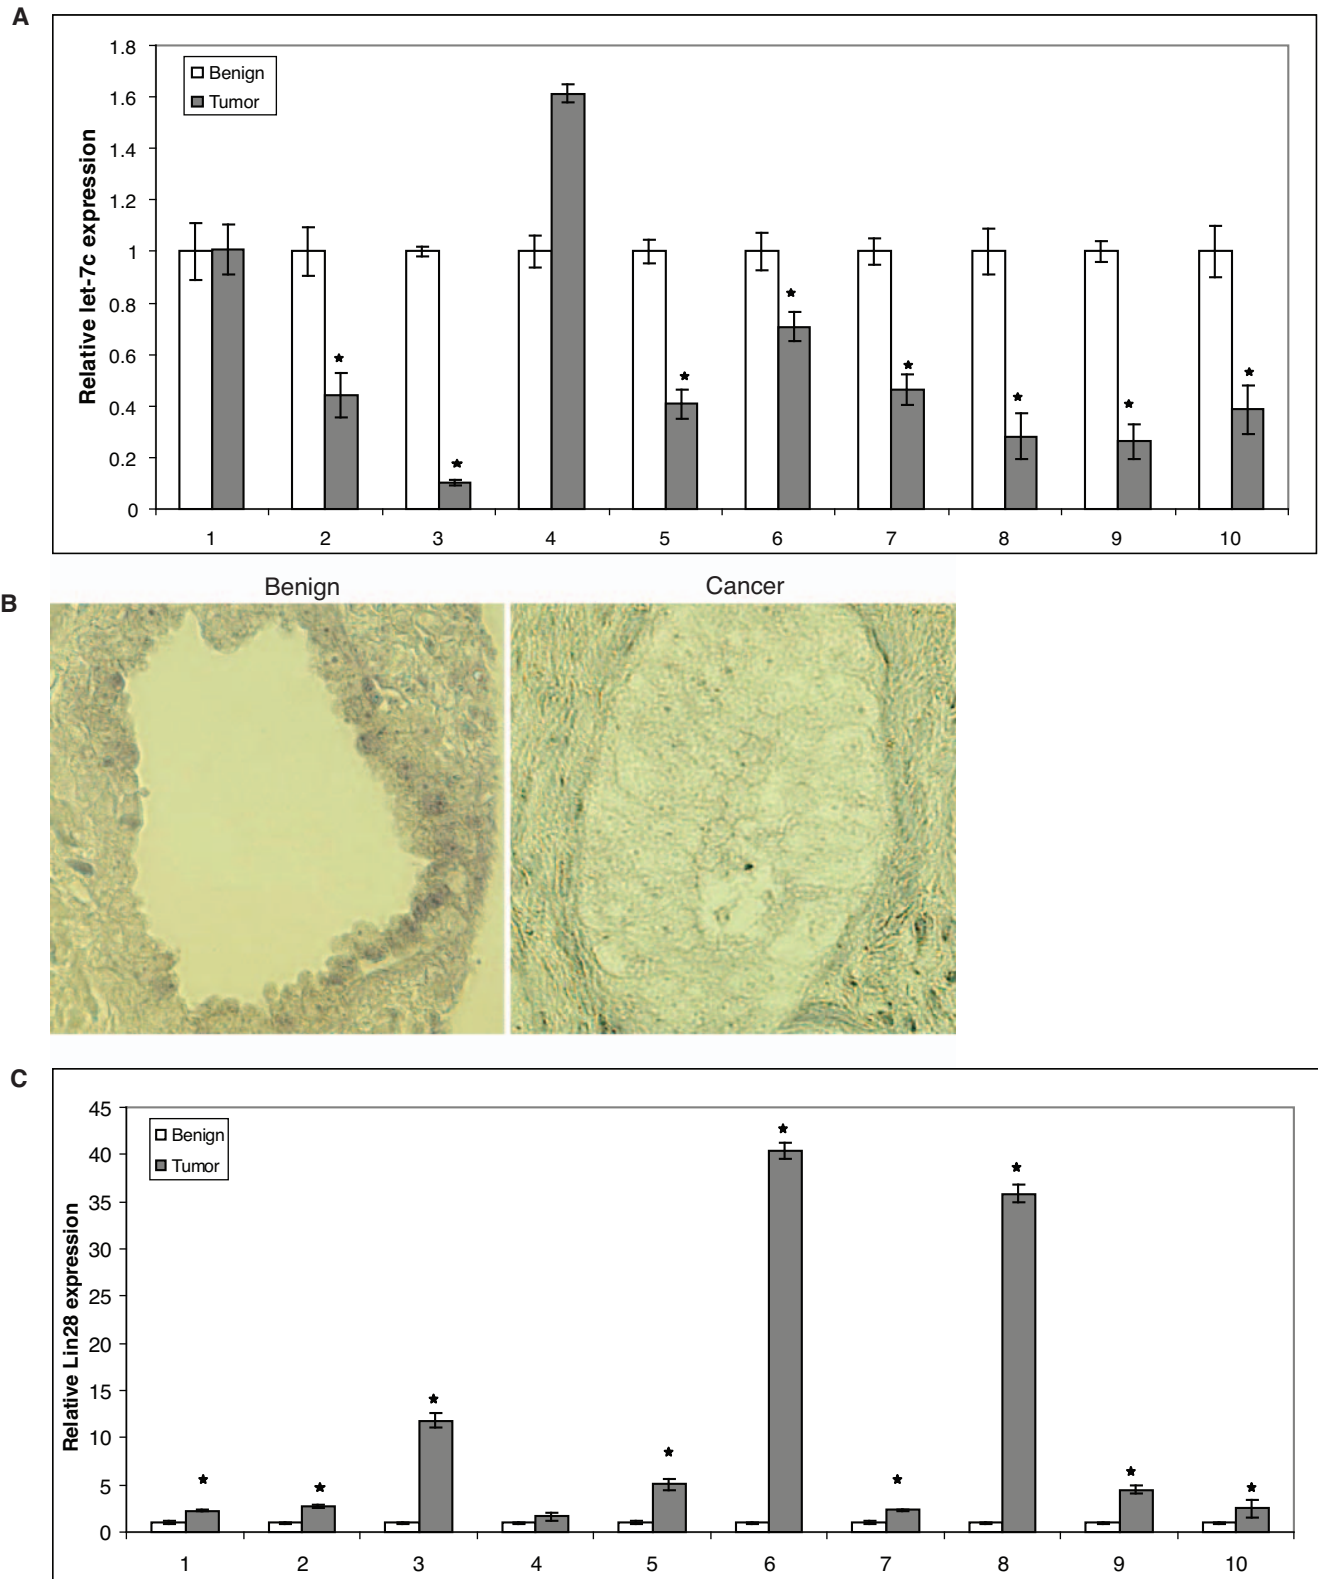 A
1.8
1.6
1.4
1.2
1
0.8
0.6
0.4
0.2
0
Relative let-7c expression
Benign
Tumor
1 2 3 4 5 6 7 8 9 10
B
Benign Cancer
C
45
40
35
30
25
20
15
10
5
0
Relative Lin28 expression
Benign
Tumor
1 2 3 4 5 6 7 8 9 10